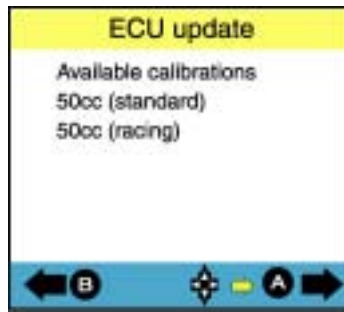 ECU update
Available calibrations
50cc (standard)
50cc (racing)
B A